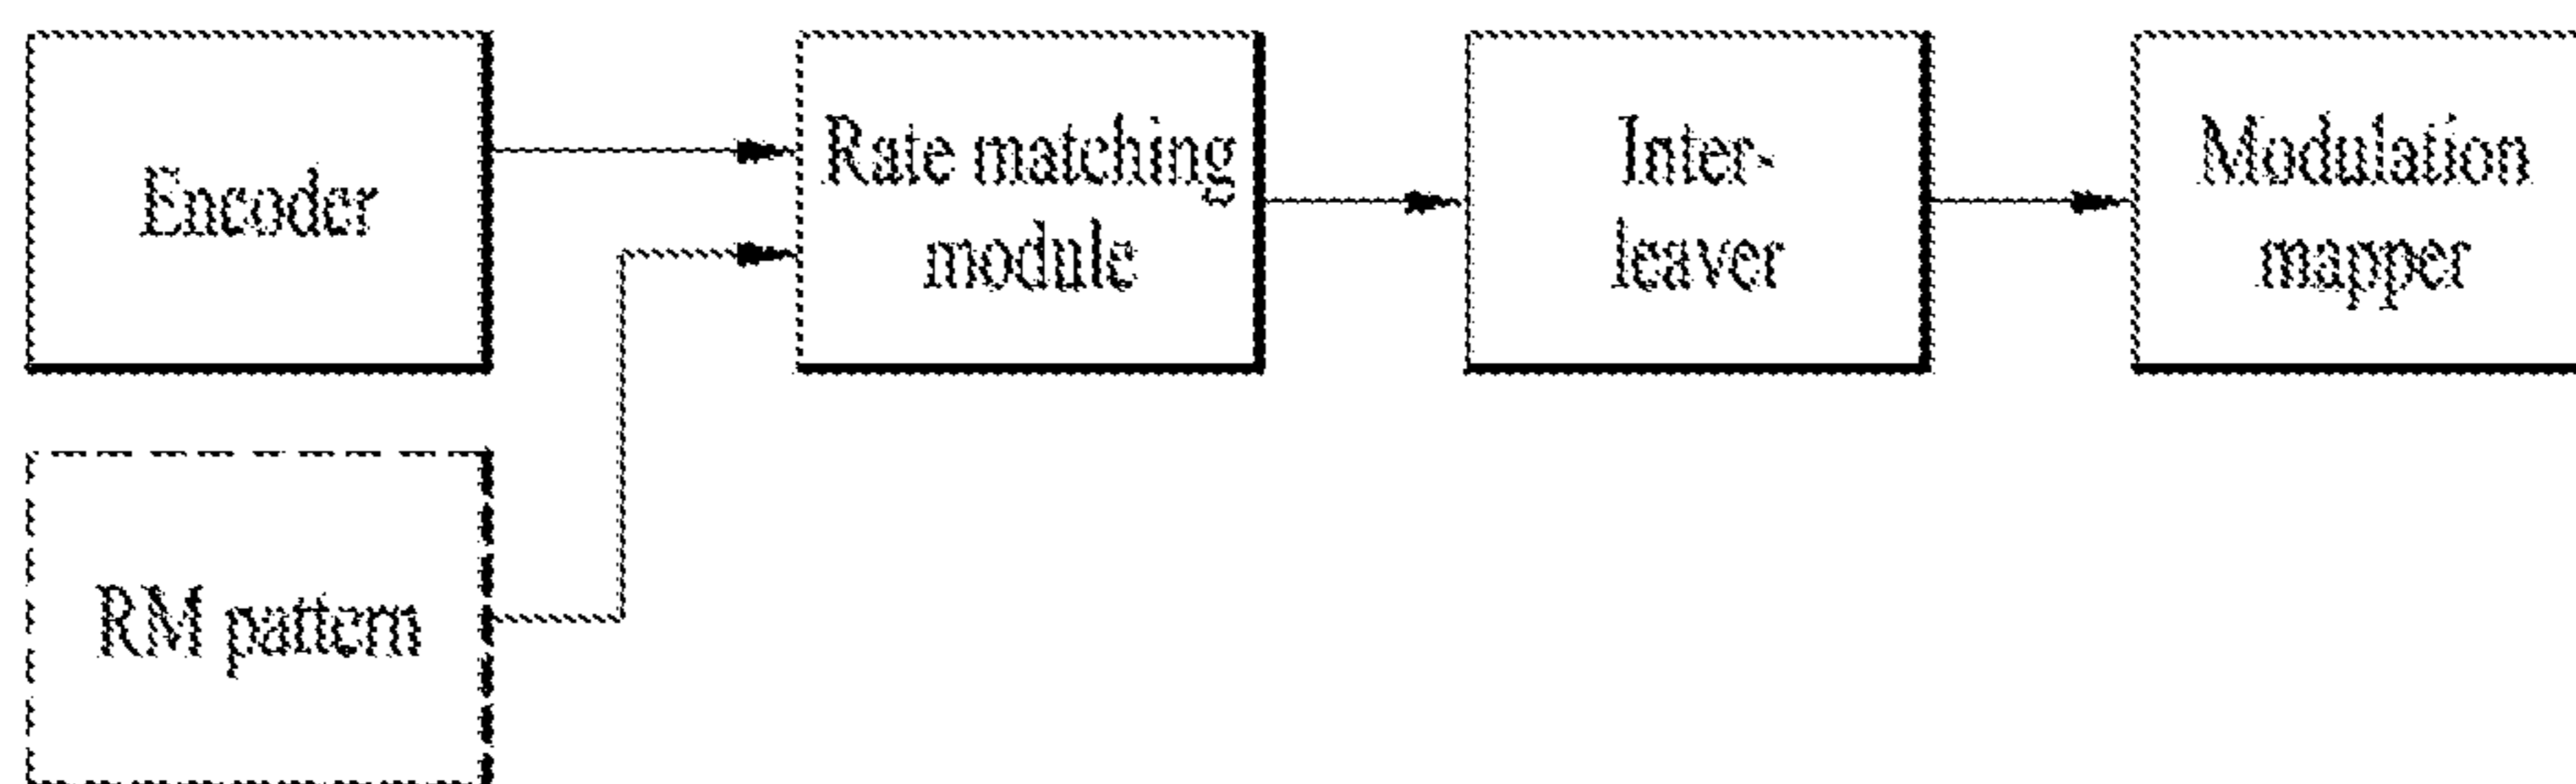 Encoder
Rate matching
module
Inter-
leaver
Modulation
mapper
RM pattern